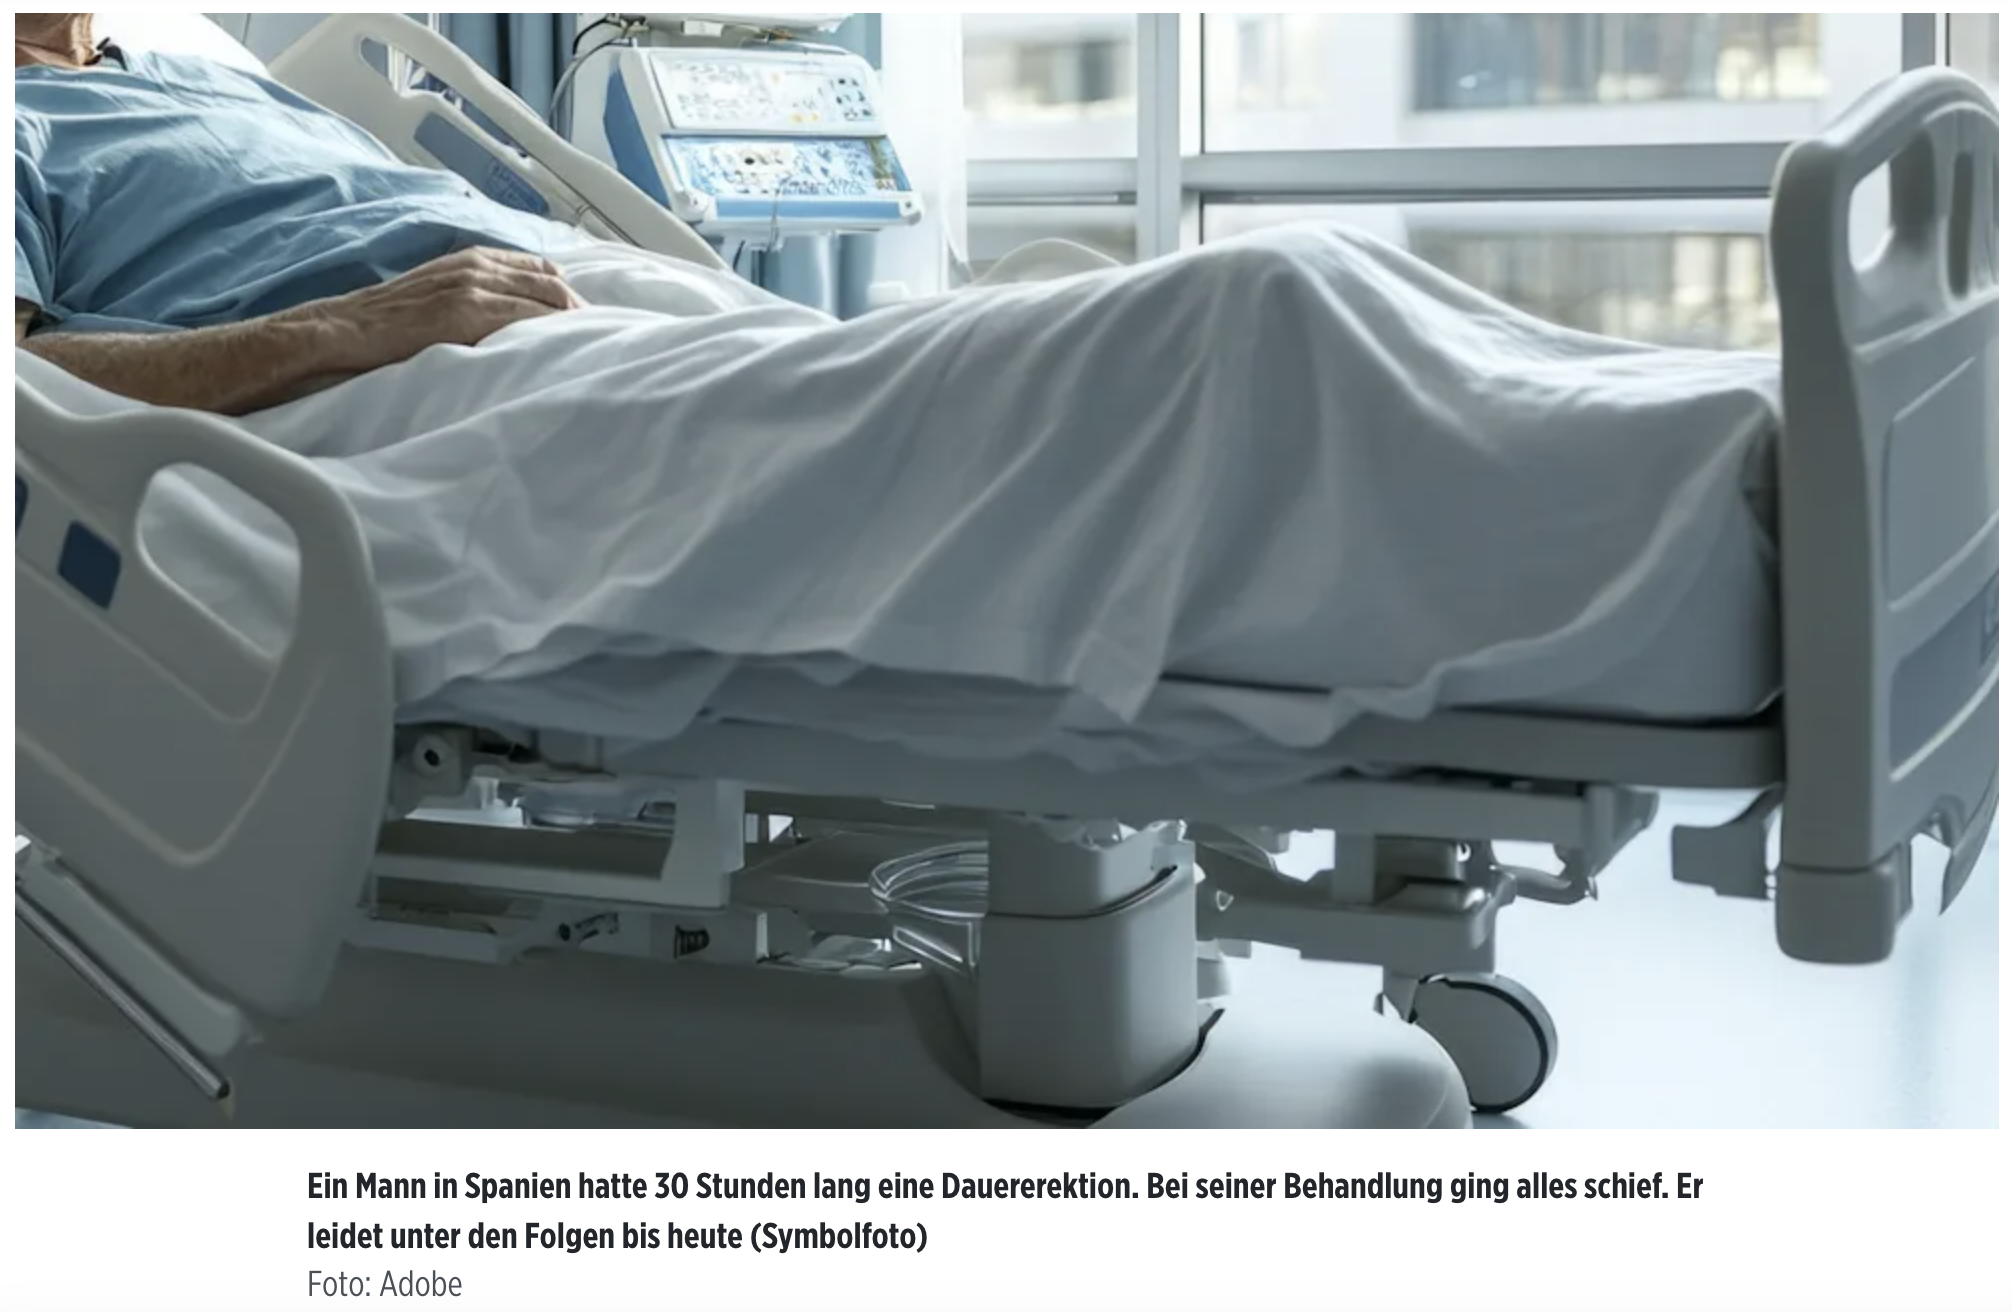 Ein Mann in Spanien hatte 30 Stunden lang eine Dauererektion. Bei seiner Behandlung ging alles schief. Er
leidet unter den Folgen bis heute (Symbolfoto)
Foto: Adobe